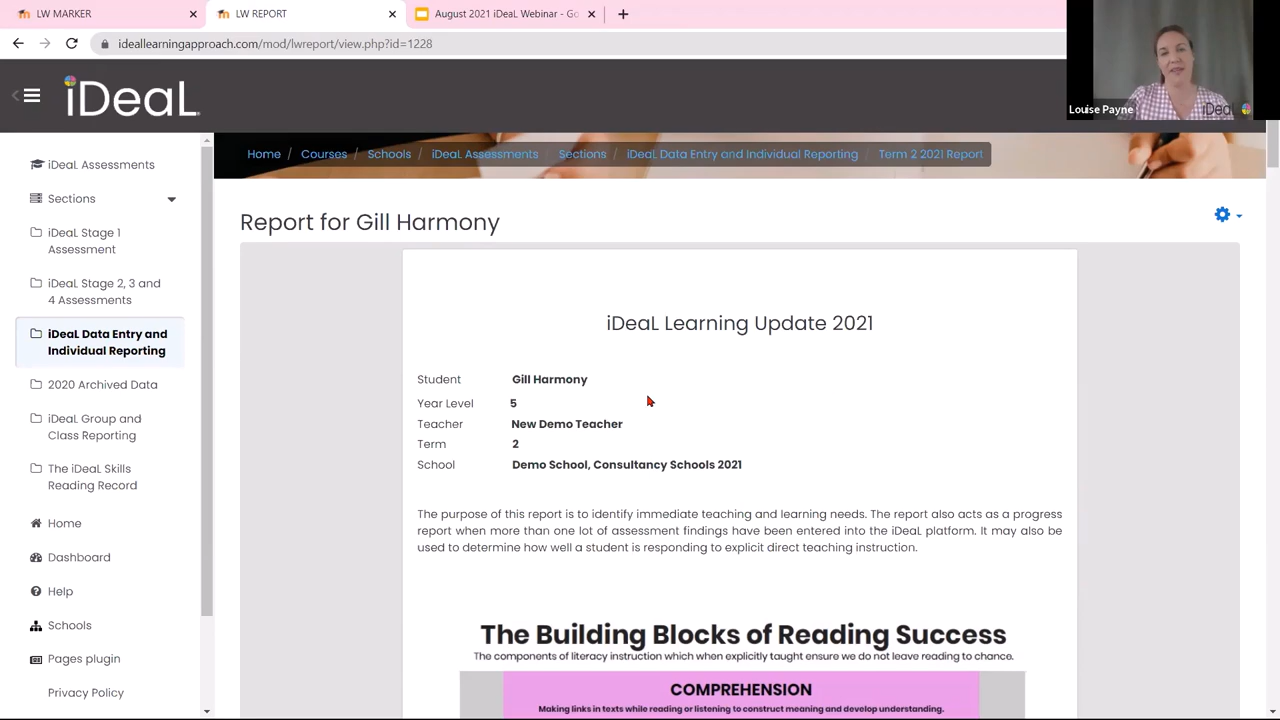 LW MARKER
LW REPORT
August 2021 iDeaL Webinar - Go
ideallearningapproach.com/mod/lwreport/view.php?id=1228
Louise Payne
iDeaL
iDeaL
Home / Courses / Schools / iDeaL Assessments / Sections / iDeaL Data Entry and Individual Reporting / Term 2 2021 Report
iDeaL Assessments
Sections
iDeaL Stage 1
Assessment
iDeaL Stage 2, 3 and
4 Assessments
iDeaL Data Entry and
Individual Reporting
2020 Archived Data
iDeaL Group and
Class Reporting
The iDeaL Skills
Reading Record
Home
Dashboard
Help
Schools
Pages plugin
Privacy Policy
Report for Gill Harmony
iDeaL Learning Update 2021
Student Gill Harmony
Year Level 5
Teacher New Demo Teacher
Term 2
School Demo School, Consultancy Schools 2021
The purpose of this report is to identify immediate teaching and learning needs. The report also acts as a progress
report when more than one lot of assessment findings have been entered into the iDeaL platform. It may also be
used to determine how well a student is responding to explicit direct teaching instruction.
The Building Blocks of Reading Success
The components of literacy instruction which when explicitly taught ensure we do not leave reading to chance.
COMPREHENSION
Making links in texts while reading or listening to construct meaning and develop understanding.